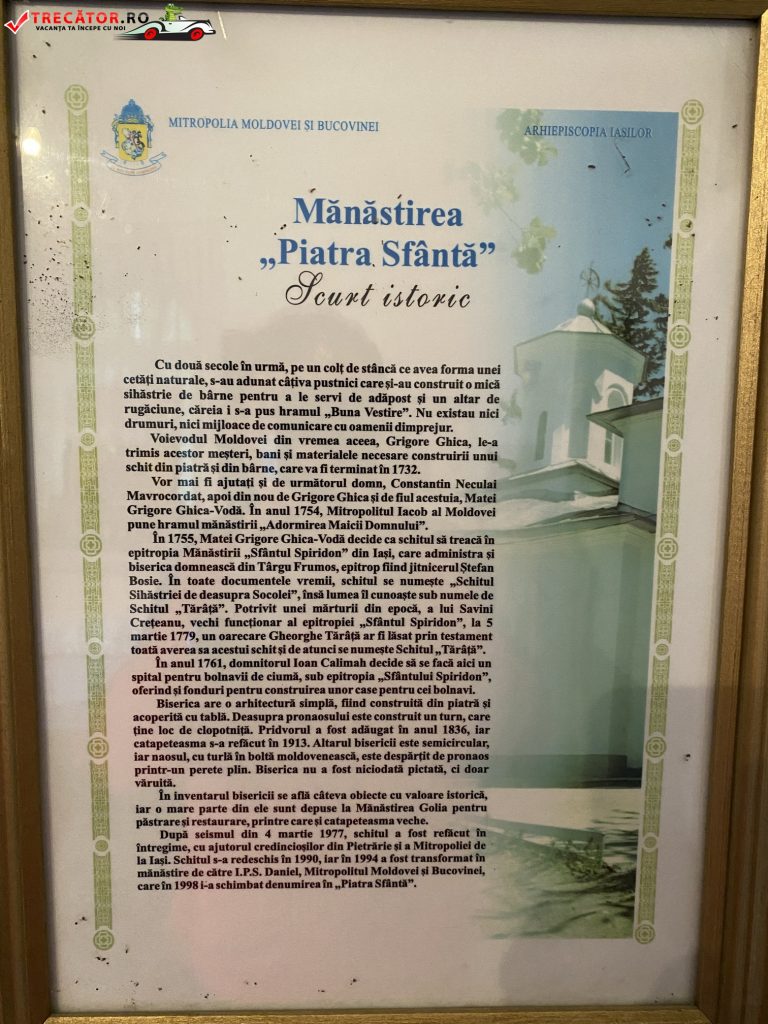 TRECĂTOR.RO
VACANȚA TA ÎNCEPE CU NOI
MITROPOLIA MOLDOVEI ȘI BUCOVINEI
ARHIEPISCOPIA IAȘILOR
Mănăstirea
„Piatra Sfântă”
Scurt istoric
Cu două secole în urmă, pe un colț de stâncă ce avea forma unei
cetăți naturale, s-au adunat câțiva pustnici care și-au construit o mică
sihăstrie de bârne pentru a le servi de adăpost și un altar de
rugăciune, căreia i s-a pus hramul „Buna Vestire”. Nu existau nici
drumuri, nici mijloace de comunicare cu oamenii dimprejur.
Voievodul Moldovei din vremea aceea, Grigore Ghica, le-a
trimis acestor meșteri, bani și materialele necesare construirii unui
schit din piatră și din bârne, care va fi terminat în 1732.
Vor mai fi ajutați și de următorul domn, Constantin Neculai
Mavrocordat, apoi din nou de Grigore Ghica și de fiul acestuia, Matei
Grigore Ghica-Vodă. În anul 1754, Mitropolitul Iacob al Moldovei
pune hramul mănăstirii „Adormirea Maicii Domnului”.
În 1755, Matei Grigore Ghica-Vodă decide ca schitul să treacă în
epitropia Mănăstirii „Sfântul Spiridon” din Iași, care administra și
biserica domnească din Târgu Frumos, epitrop fiind jitnicerul Ștefan
Bosie. În toate documentele vremii, schitul se numește „Schitul
Sihăstriei de deasupra Socolei”, însă lumea îl cunoaște sub numele de
Schitul „Tărâță”. Potrivit unei mărturii din epocă, a lui Savini
Crețeanu, vechi funcționar al epitropiei „Sfântul Spiridon”, la 5
martie 1779, un oarecare Gheorghe Tărâță ar fi lăsat prin testament
toată averea sa acestui schit și de atunci se numește Schitul „Tărâță”.
În anul 1761, domnitorul Ioan Calimah decide să se facă aici un
spital pentru bolnavii de ciumă, sub epitropia „Sfântului Spiridon”,
oferind și fonduri pentru construirea unor case pentru cei bolnavi.
Biserica are o arhitectură simplă, fiind construită din piatră și
acoperită cu tablă. Deasupra pronaosului este construit un turn, care
ține loc de clopotniță. Pridvorul a fost adăugat în anul 1836, iar
catapeteasma s-a refăcut în 1913. Altarul bisericii este semicircular,
iar naosul, cu turlă în boltă moldovenească, este despărțit de pronaos
printr-un perete plin. Biserica nu a fost niciodată pictată, ci doar
văruită.
În inventarul bisericii se află câteva obiecte cu valoare istorică,
iar o mare parte din ele sunt depuse la Mănăstirea Golia pentru
păstrare și restaurare, printre care și catapeteasma veche.
După seismul din 4 martie 1977, schitul a fost refăcut în
întregime, cu ajutorul credincioșilor din Pietrărie și a Mitropoliei de
la Iași. Schitul s-a redeschis în 1990, iar în 1994 a fost transformat în
mănăstire de către I.P.S. Daniel, Mitropolitul Moldovei și Bucovinei,
care în 1998 i-a schimbat denumirea în „Piatra Sfântă”.